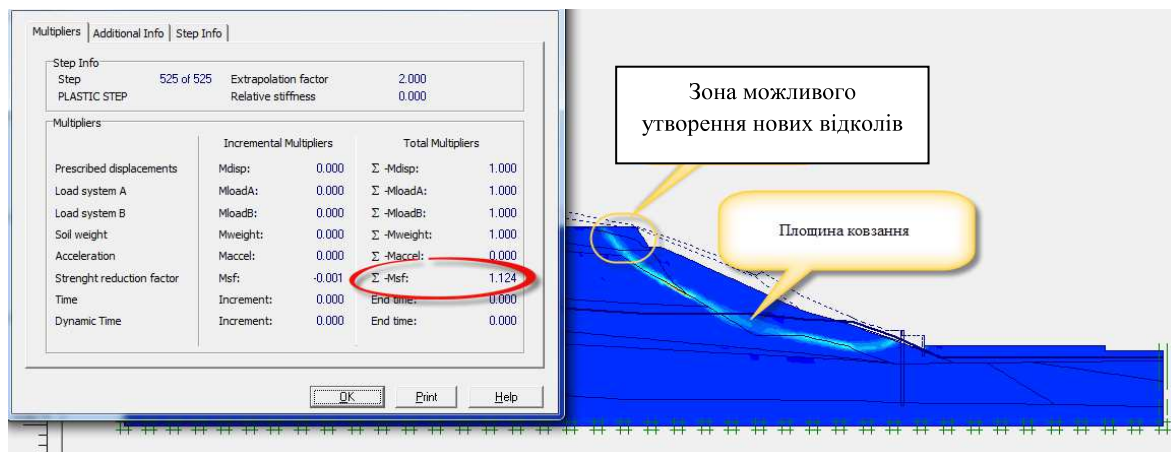 Multipliers Additional Info Step Info
Step Info
Step 525 of 525 Extrapolation factor 2.000
PLASTIC STEP Relative stiffness 0.000
Multipliers
Incremental Multipliers Total Multipliers
Prescribed displacements Mdisp: 0.000 Σ -Mdisp: 1.000
Load system A MloadA: 0.000 Σ -MloadA: 1.000
Load system B MloadB: 0.000 Σ -MloadB: 1.000
Soil weight Mweight: 0.000 Σ -Mweight: 1.000
Acceleration Maccel: 0.000 Σ -Maccel: 0.000
Strenght reduction factor Msf: -0.001 Σ -Msf: 1.124
Time Increment: 0.000 End time: 0.000
Dynamic Time Increment: 0.000 End time: 0.000
OK Print Help
Зона можливого
утворення нових відколів
Площина ковзання